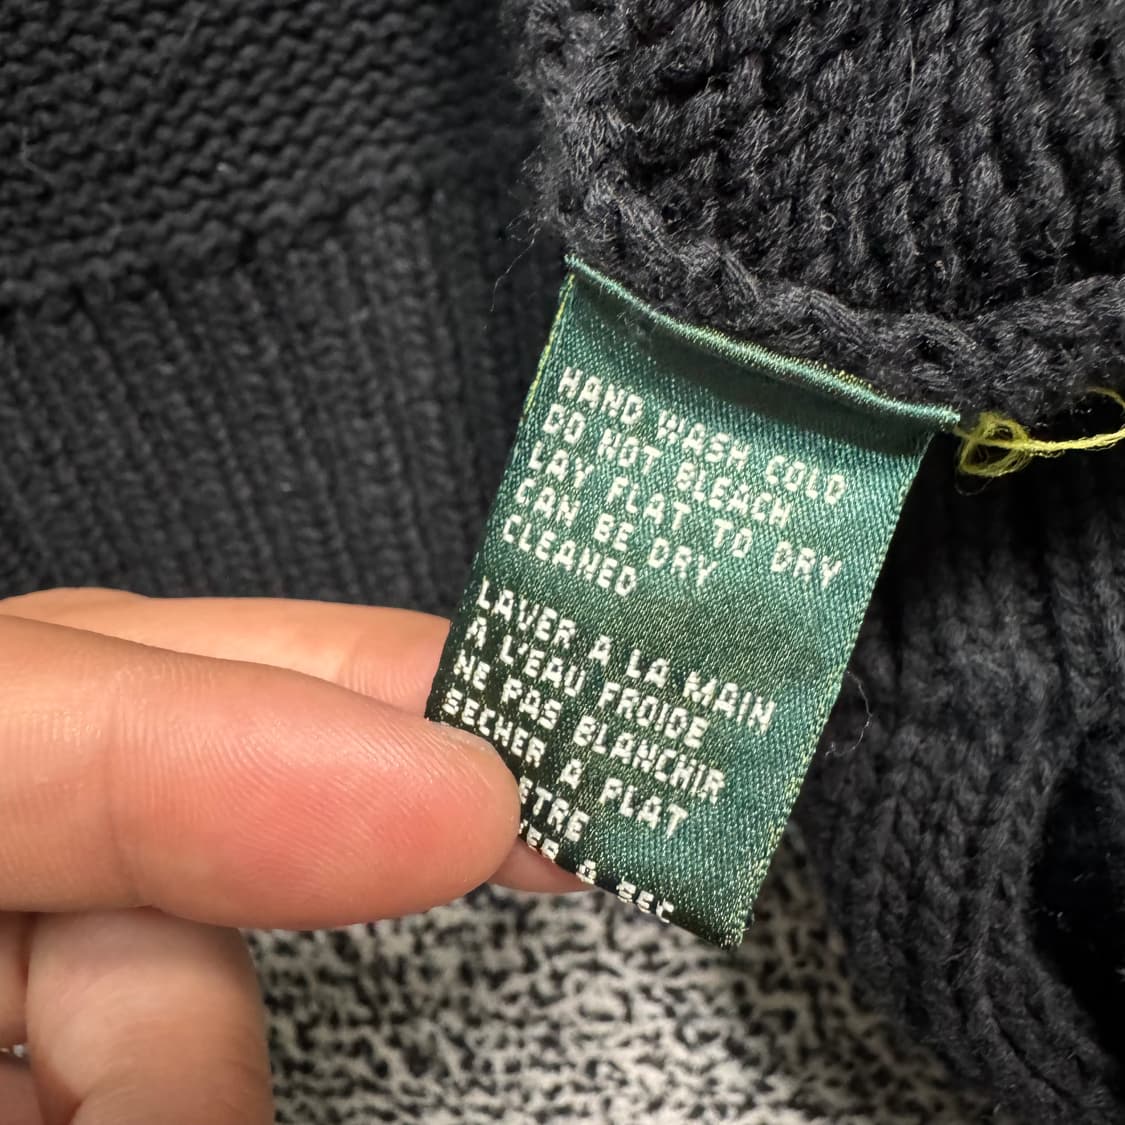 HAND WASH COLD
DO NOT BLEACH
LAY FLAT TO DRY
CAN BE DRY
CLEANED
LAVER A LA MAIN
A L'EAU FROIDE
NE PAS BLANCHIR
SECHER A PLAT
ETRE
A SEC